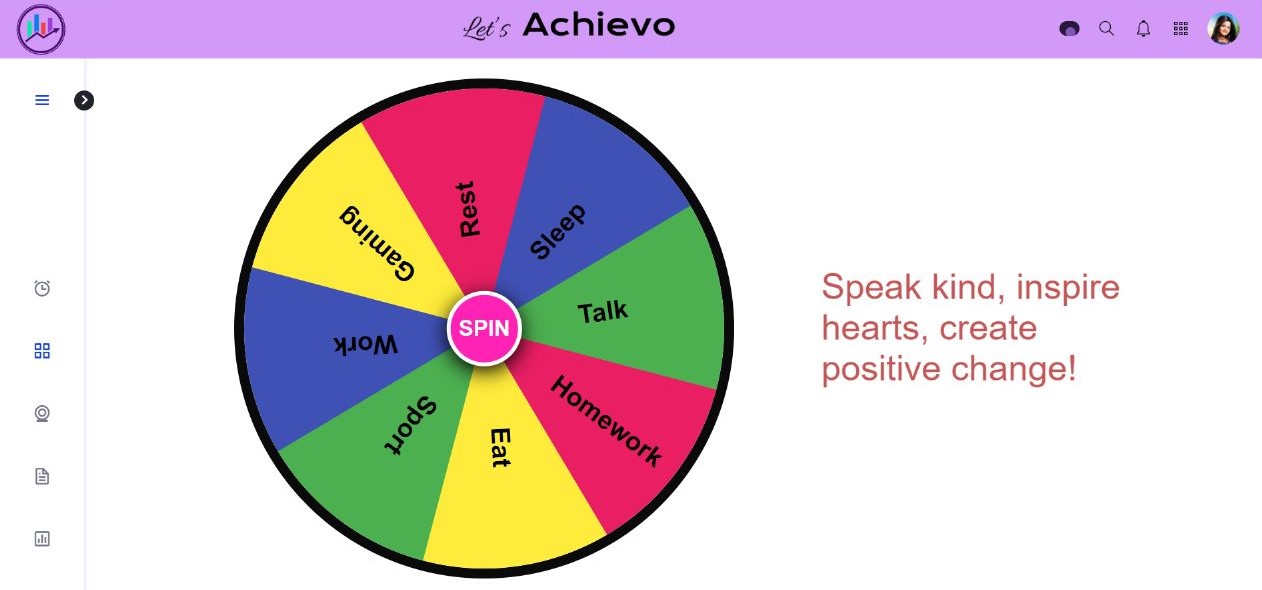 Let's Achievo
Rest
Sleep
Gaming
Talk
SPIN
Work
Homework
Sport
Eat
Speak kind, inspire
hearts, create
positive change!